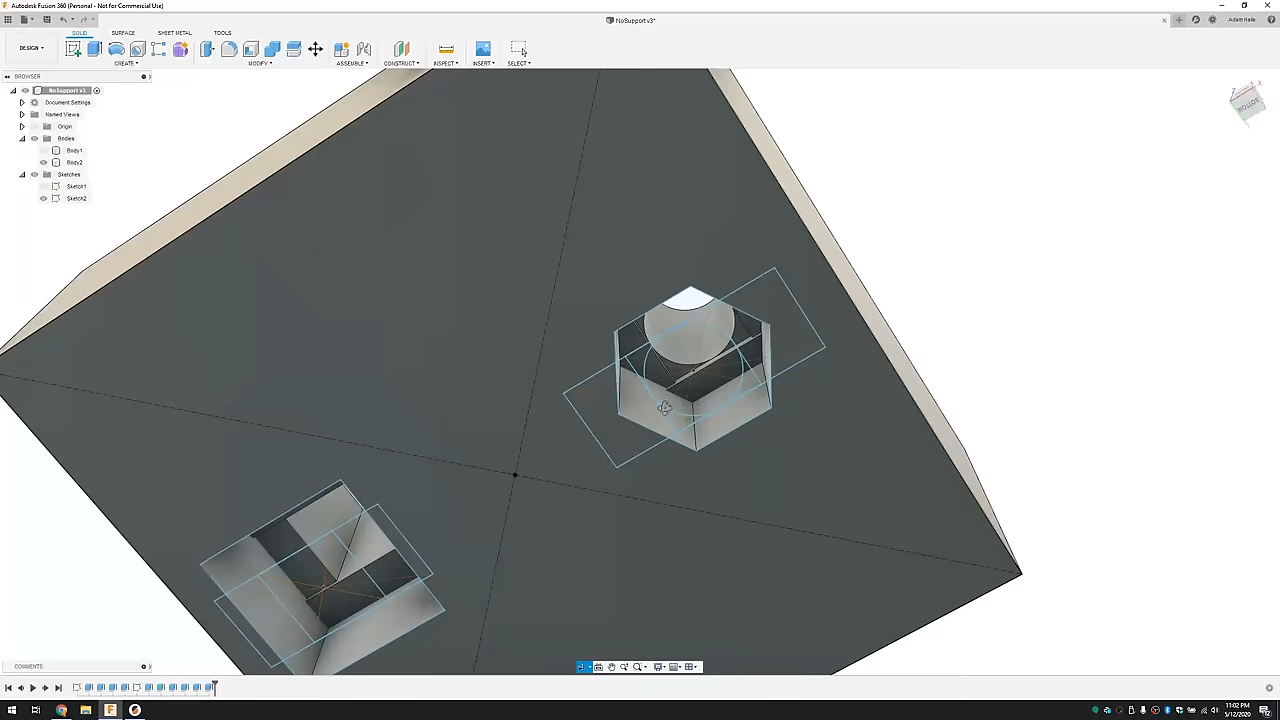 Autodesk Fusion 360 (Personal - Not for Commercial Use)
NoSupport v3*
Adam Haile
DESIGN
SOLID
SURFACE
SHEET METAL
TOOLS
CREATE
MODIFY
ASSEMBLE
CONSTRUCT
INSPECT
INSERT
SELECT
BROWSER
NoSupport v3
Document Settings
Named Views
Origin
Bodies
Body1
Body2
Sketches
Sketch1
Sketch2
BOTTOM
COMMENTS
11:02 PM
5/12/2020